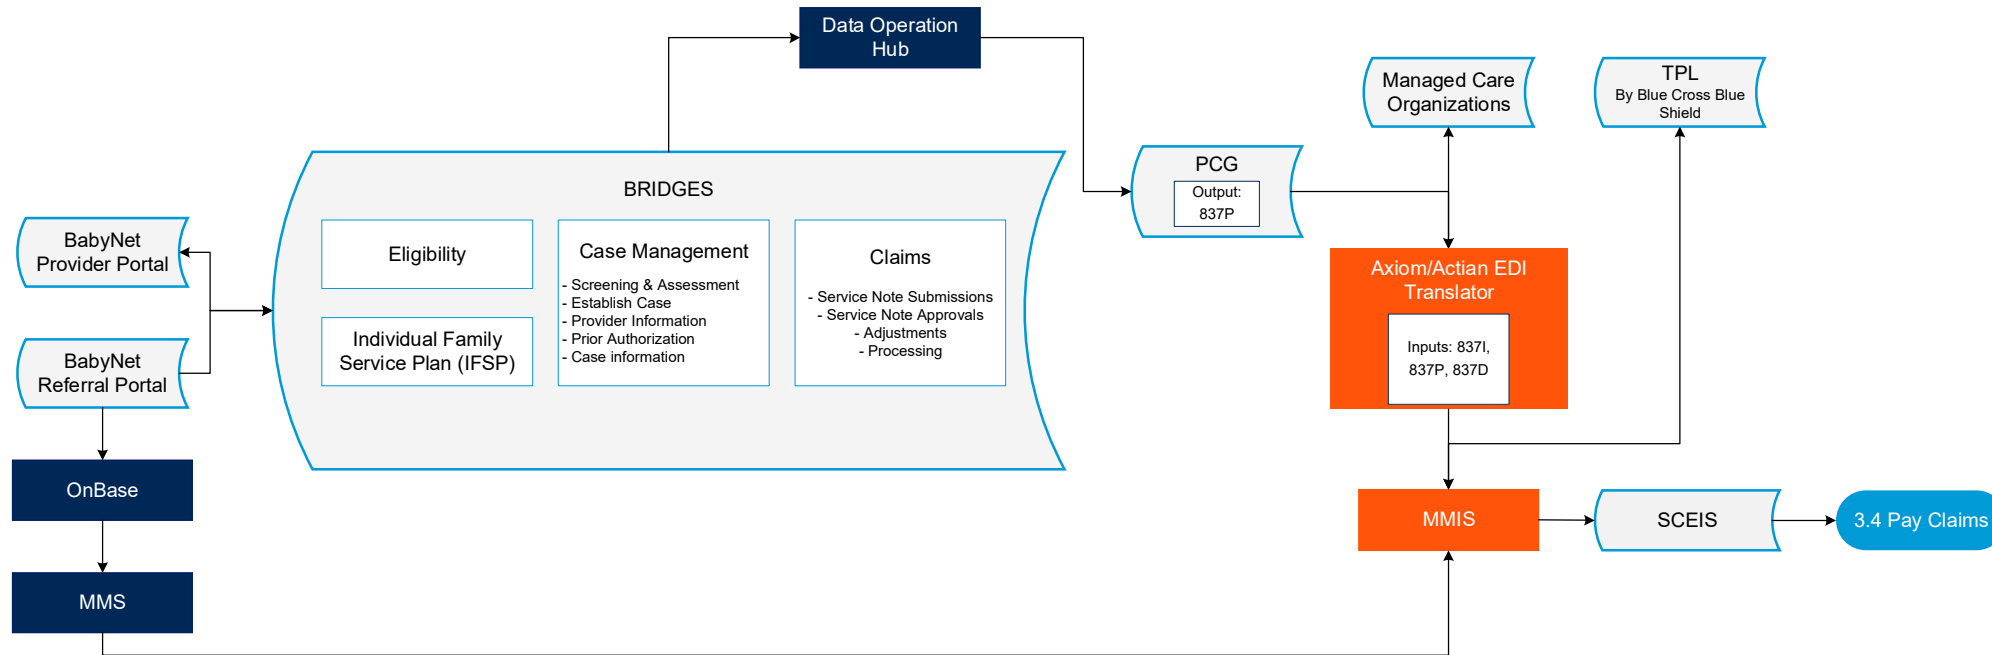 Data Operation
Hub
Managed Care
Organizations
TPL
By Blue Cross Blue
Shield
PCG
Output:
837P
BRIDGES
Eligibility
Individual Family
Service Plan (IFSP)
Case Management
- Screening & Assessment
- Establish Case
- Provider Information
- Prior Authorization
- Case information
Claims
- Service Note Submissions
- Service Note Approvals
- Adjustments
- Processing
BabyNet
Provider Portal
BabyNet
Referral Portal
Axiom/Actian EDI
Translator
Inputs: 837I,
837P, 837D
OnBase
MMS
MMIS
SCEIS
3.4 Pay Claims